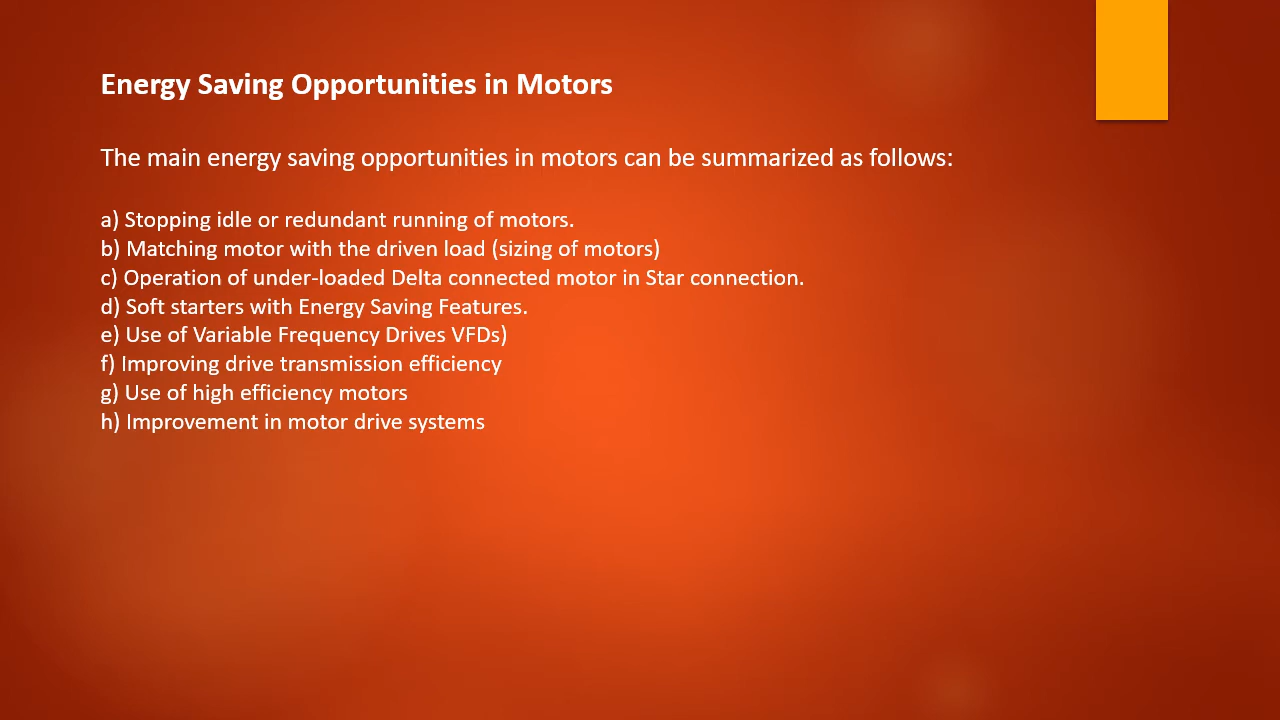 Energy Saving Opportunities in Motors
The main energy saving opportunities in motors can be summarized as follows:
a) Stopping idle or redundant running of motors.
b) Matching motor with the driven load (sizing of motors)
c) Operation of under-loaded Delta connected motor in Star connection.
d) Soft starters with Energy Saving Features.
e) Use of Variable Frequency Drives VFDs)
f) Improving drive transmission efficiency
g) Use of high efficiency motors
h) Improvement in motor drive systems